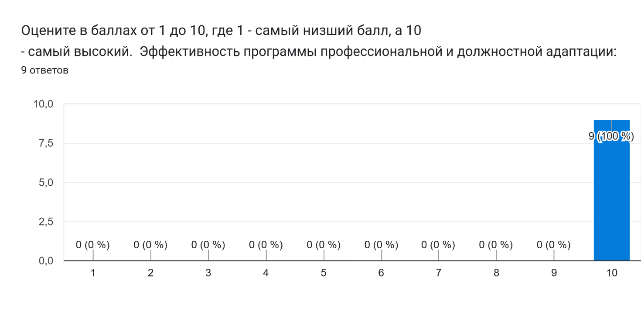 Оцените в баллах от 1 до 10, где 1 - самый низший балл, а 10
- самый высокий. Эффективность программы профессиональной и должностной адаптации:
9 ответов
10,0
7,5
5,0
2,5
0,0
9 (100 %)
0 (0 %) 0 (0 %) 0 (0 %) 0 (0 %) 0 (0 %) 0 (0 %) 0 (0 %) 0 (0 %) 0 (0 %)
1 2 3 4 5 6 7 8 9 10